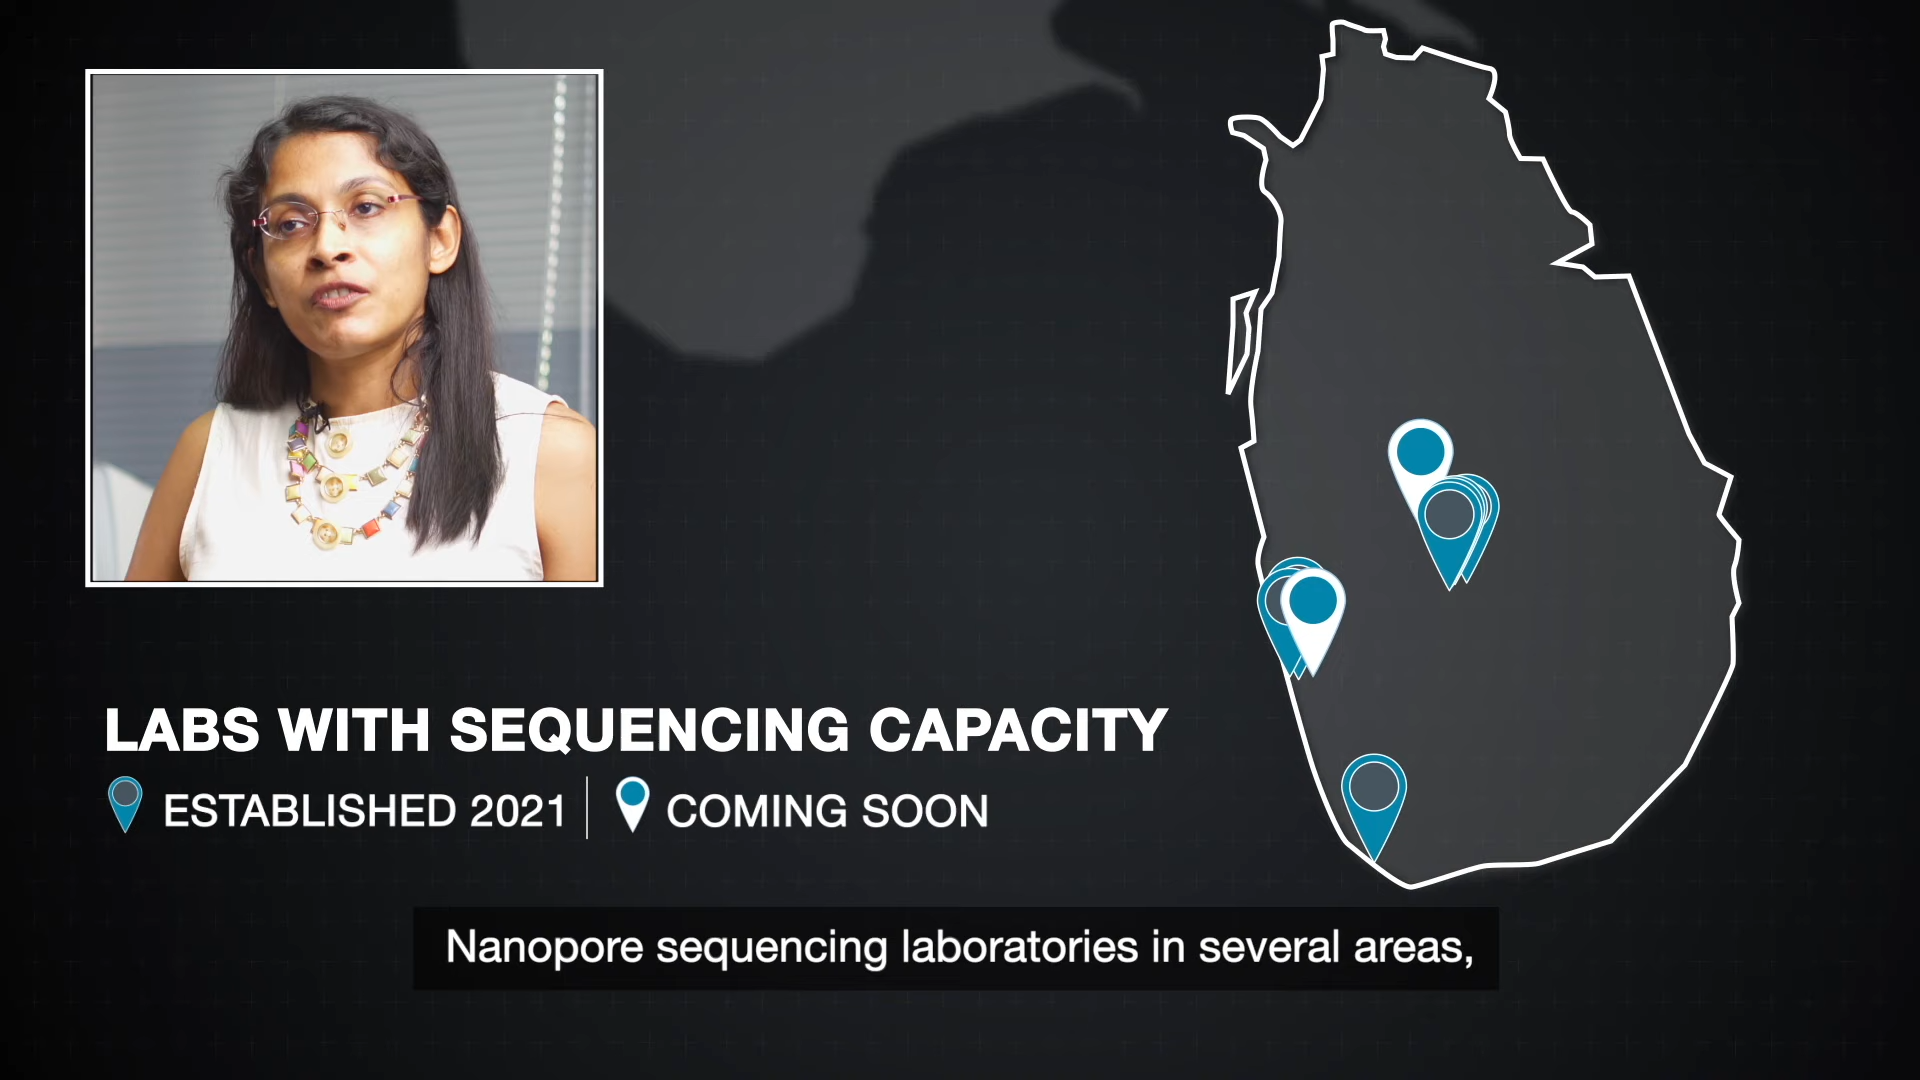 LABS WITH SEQUENCING CAPACITY
ESTABLISHED 2021 COMING SOON
Nanopore sequencing laboratories in several areas,